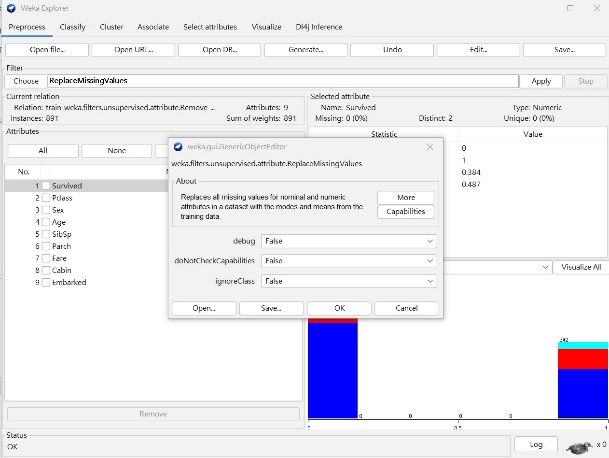 Weka Explorer
Preprocess Classify Cluster Associate Select attributes Visualize Dl4j Inference
Open file... Open URL... Open DB... Generate... Undo Edit... Save...
Filter
Choose ReplaceMissingValues Apply Stop
Current relation
Relation: train-weka.filters.unsupervised.attribute.Remove ... Attributes: 9
Instances: 891 Sum of weights: 891
Selected attribute
Name: Survived Type: Numeric
Missing: 0 (0%) Distinct: 2 Unique: 0 (0%)
Statistic Value
0
1
0.384
0.487
Attributes
All None
No. N
1 Survived
2 Pclass
3 Sex
4 Age
5 SibSp
6 Parch
7 Fare
8 Cabin
9 Embarked
Remove
weka.gui.GenericObjectEditor
weka.filters.unsupervised.attribute.ReplaceMissingValues
About
Replaces all missing values for nominal and numeric
attributes in a dataset with the modes and means from the
training data.
More
Capabilities
debug False
doNotCheckCapabilities False
ignoreClass False
Open... Save... OK Cancel
Visualize All
342
0 0 0 0
0 0.5 1
Status
OK
Log x 0